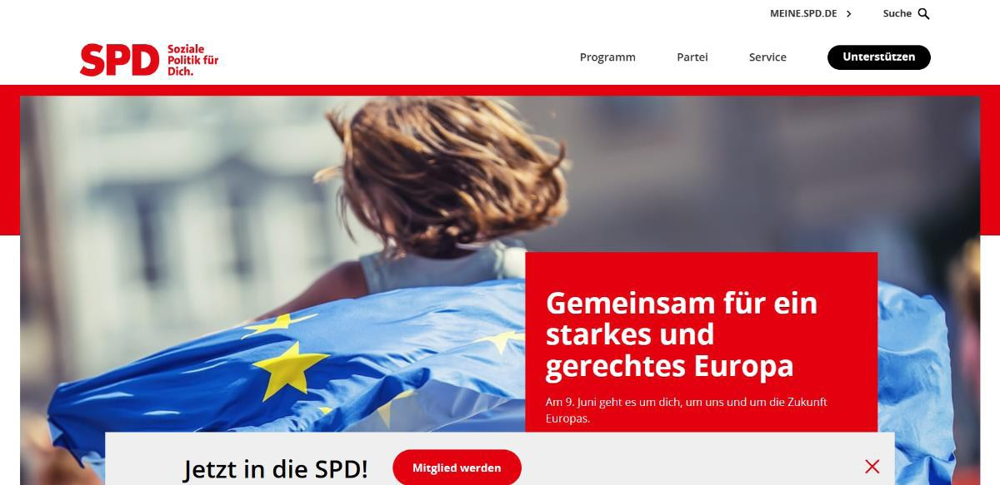 MEINE.SPD.DE
Suche
SPD
Soziale
Politik für
Dich.
Programm
Partei
Service
Unterstützen
Gemeinsam für ein
starkes und
gerechtes Europa
Am 9. Juni geht es um dich, um uns und um die Zukunft
Europas.
Jetzt in die SPD!
Mitglied werden